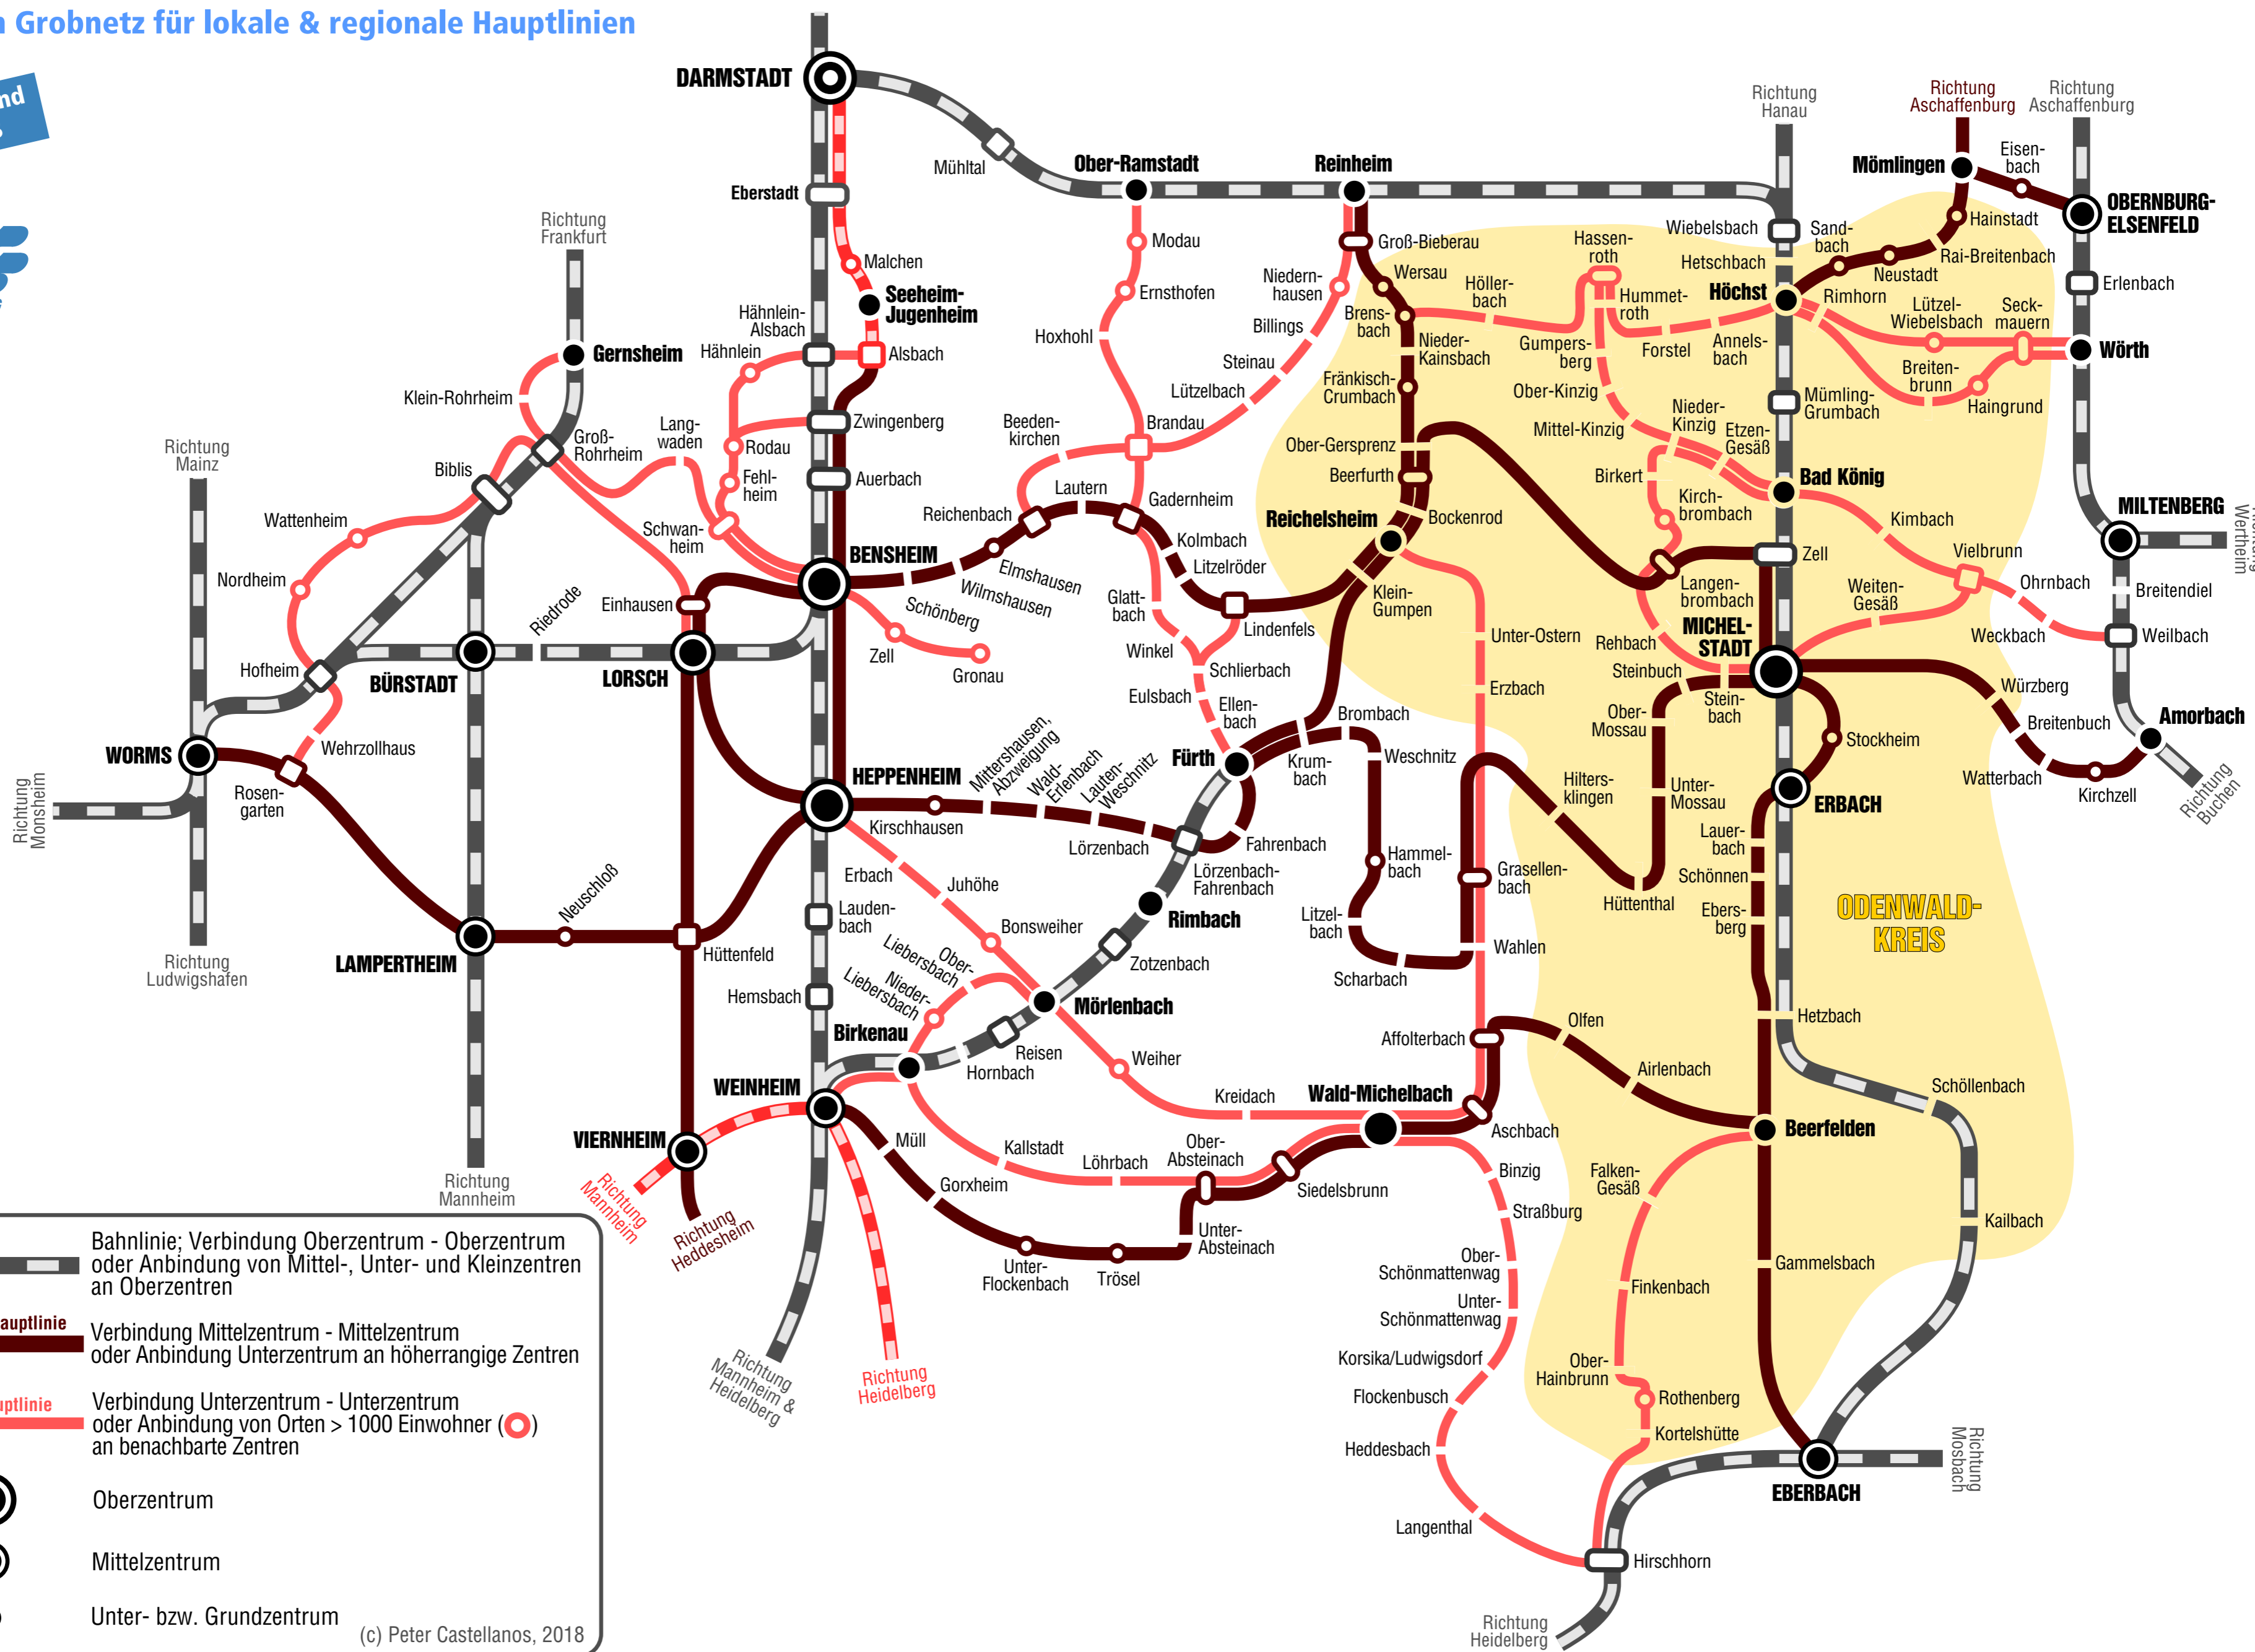 Grobnetz für lokale & regionale Hauptlinien
nd
DARMSTADT
Mühltal
Ober-Ramstadt
Reinheim
Richtung
Hanau
Richtung
Aschaffenburg
Richtung
Aschaffenburg
Mömlingen
Eisen-
bach
OBERNBURG-
ELSENFELD
Hainstadt
Rai-Breitenbach
Neustadt
Sand-
bach
Wiebelsbach
Hetschbach
Höchst
Erlenbach
Eberstadt
Malchen
Seeheim-
Jugenheim
Hähnlein-
Alsbach
Hähnlein
Alsbach
Zwingenberg
Auerbach
Rodau
Fehl-
heim
Schwan-
heim
Lang-
waden
Richtung
Frankfurt
Gernsheim
Klein-Rohrheim
Groß-
Rohrheim
Biblis
Wattenheim
Nordheim
Richtung
Mainz
Hofheim
Wehrzollhaus
WORMS
Rosen-
garten
Richtung
Monsheim
Richtung
Ludwigshafen
BÜRSTADT
Riedrode
LORSCH
Einhausen
BENSHEIM
Schönberg
Wilmshausen
Elmshausen
Zell
Gronau
Modau
Ernsthofen
Hoxhohl
Brandau
Beeden-
kirchen
Lützelbach
Steinau
Billings
Niedern-
hausen
Groß-Bieberau
Wersau
Brens-
bach
Höller-
bach
Hassen-
roth
Hummet-
roth
Forstel
Annels-
bach
Gumpers-
berg
Ober-Kinzig
Mittel-Kinzig
Nieder-
Kinzig
Etzen-
Gesäß
Birkert
Kirch-
brombach
Langen-
brombach
Rehbach
Nieder-
Kainsbach
Fränkisch-
Crumbach
Ober-Gersprenz
Beerfurth
Bockenrod
Reichelsheim
Klein-
Gumpen
Reichenbach
Lautern
Gadernheim
Kolmbach
Litzelröder
Lindenfels
Glatt-
bach
Winkel
Schlierbach
Eulsbach
Ellen-
bach
Fürth
Krum-
bach
Brombach
Weschnitz
Hammel-
bach
Litzel-
bach
Scharbach
Wahlen
Grasellen-
bach
Hilters-
klingen
Hüttenthal
Unter-
Mossau
Ober-
Mossau
Steinbuch
Stein-
bach
Unter-Ostern
Erzbach
Rimhorn
Lützel-
Wiebelsbach
Seck-
mauern
Wörth
Breiten-
brunn
Haingrund
Mümling-
Grumbach
Bad König
Zell
Kimbach
Vielbrunn
Weiten-
Gesäß
Ohrnbach
Weckbach
Weilbach
MILTENBERG
Wertheim
Breitendiel
Amorbach
Richtung
Buchen
MICHEL-
STADT
Würzberg
Breitenbuch
Watterbach
Kirchzell
Stockheim
ERBACH
Lauer-
bach
Schönnen
Ebers-
berg
ODENWALD-
KREIS
Hetzbach
Schöllenbach
Kailbach
Beerfelden
Gammelsbach
EBERBACH
Richtung
Mosbach
Falken-
Gesäß
Finkenbach
Ober-
Hainbrunn
Rothenberg
Kortelshütte
Hirschhorn
Richtung
Heidelberg
Olfen
Airlenbach
Affolterbach
Aschbach
Wald-Michelbach
Kreidach
Weiher
Mörlenbach
Bonsweiher
Juhöhe
Erbach
HEPPENHEIM
Kirschhausen
Mittershausen,
Abzweigung
Wald-
Erlenbach
Lauten-
Weschnitz
Lörzenbach
Fahrenbach
Lörzenbach-
Fahrenbach
Rimbach
Zotzenbach
Reisen
Hornbach
Birkenau
Nieder-
Liebersbach
Ober-
Liebersbach
Lauden-
bach
Hemsbach
WEINHEIM
VIERNHEIM
Richtung
Mannheim
Richtung
Heddesheim
Hüttenfeld
Neuschloß
LAMPERTHEIM
Richtung
Mannheim
Richtung
Mannheim &
Heidelberg
Richtung
Heidelberg
Müll
Gorxheim
Unter-
Flockenbach
Trösel
Unter-
Absteinach
Ober-
Absteinach
Siedelsbrunn
Löhrbach
Kallstadt
Binzig
Straßburg
Ober-
Schönmattenwag
Unter-
Schönmattenwag
Korsika/Ludwigsdorf
Flockenbusch
Heddesbach
Langenthal
Bahnlinie; Verbindung Oberzentrum - Oberzentrum
oder Anbindung von Mittel-, Unter- und Kleinzentren
an Oberzentren
auptlinie
Verbindung Mittelzentrum - Mittelzentrum
oder Anbindung Unterzentrum an höherrangige Zentren
uptlinie
Verbindung Unterzentrum - Unterzentrum
oder Anbindung von Orten > 1000 Einwohner ( )
an benachbarte Zentren
Oberzentrum
Mittelzentrum
Unter- bzw. Grundzentrum
(c) Peter Castellanos, 2018